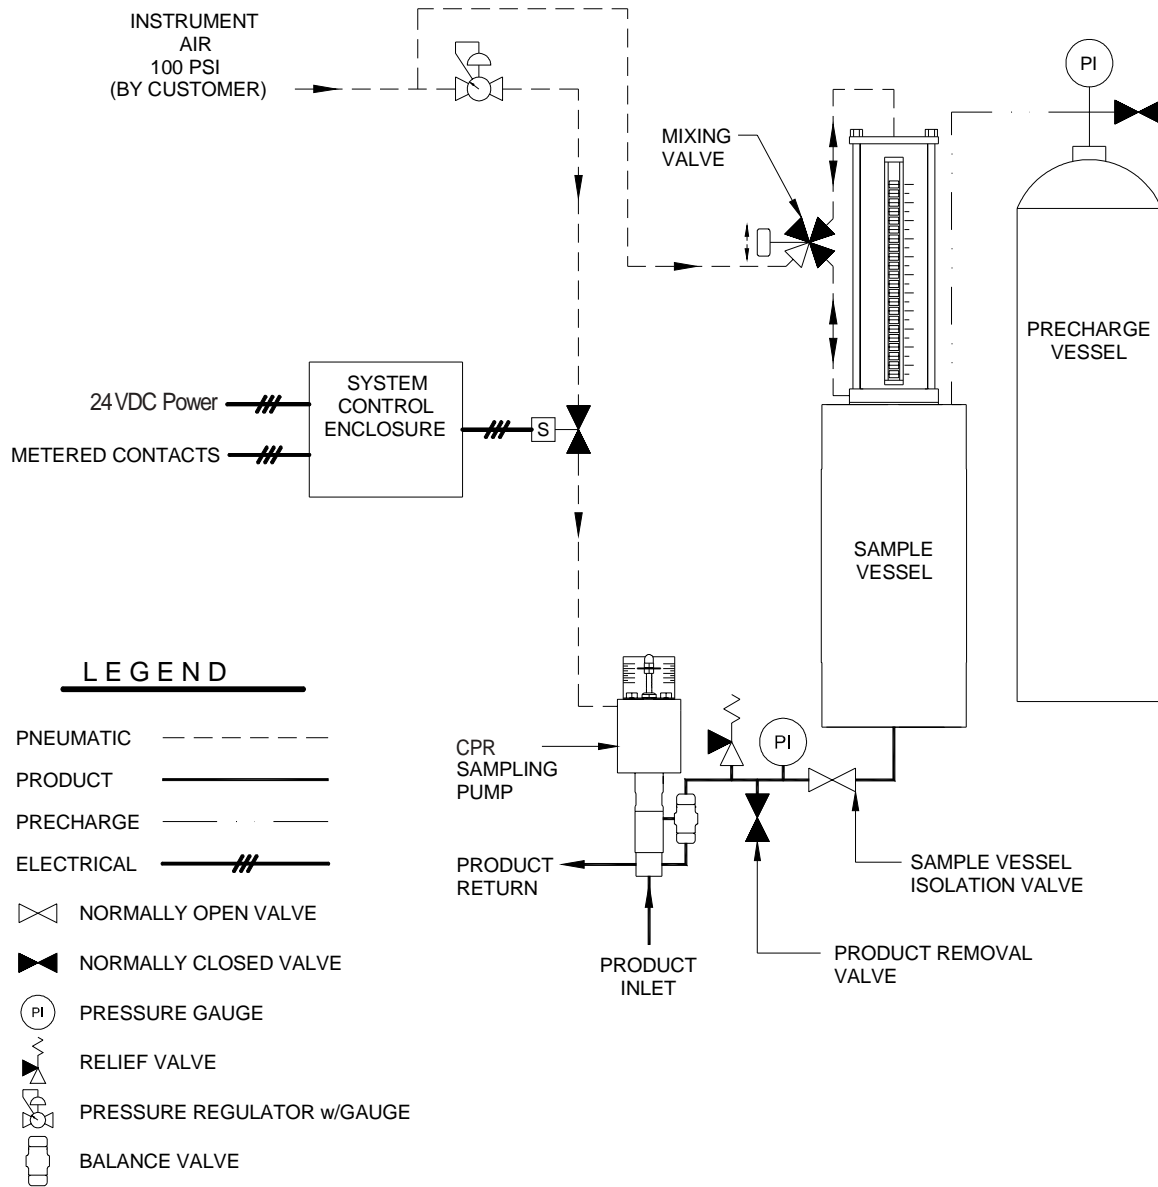 INSTRUMENT
AIR
100 PSI
(BY CUSTOMER)
PI
MIXING
VALVE
PRECHARGE
VESSEL
24 VDC Power
METERED CONTACTS
SYSTEM
CONTROL
ENCLOSURE
S
SAMPLE
VESSEL
LEGEND
PNEUMATIC
PRODUCT
PRECHARGE
ELECTRICAL
NORMALLY OPEN VALVE
NORMALLY CLOSED VALVE
PI
PRESSURE GAUGE
RELIEF VALVE
PRESSURE REGULATOR w/GAUGE
BALANCE VALVE
CPR
SAMPLING
PUMP
PI
PRODUCT
RETURN
PRODUCT
INLET
SAMPLE VESSEL
ISOLATION VALVE
PRODUCT REMOVAL
VALVE